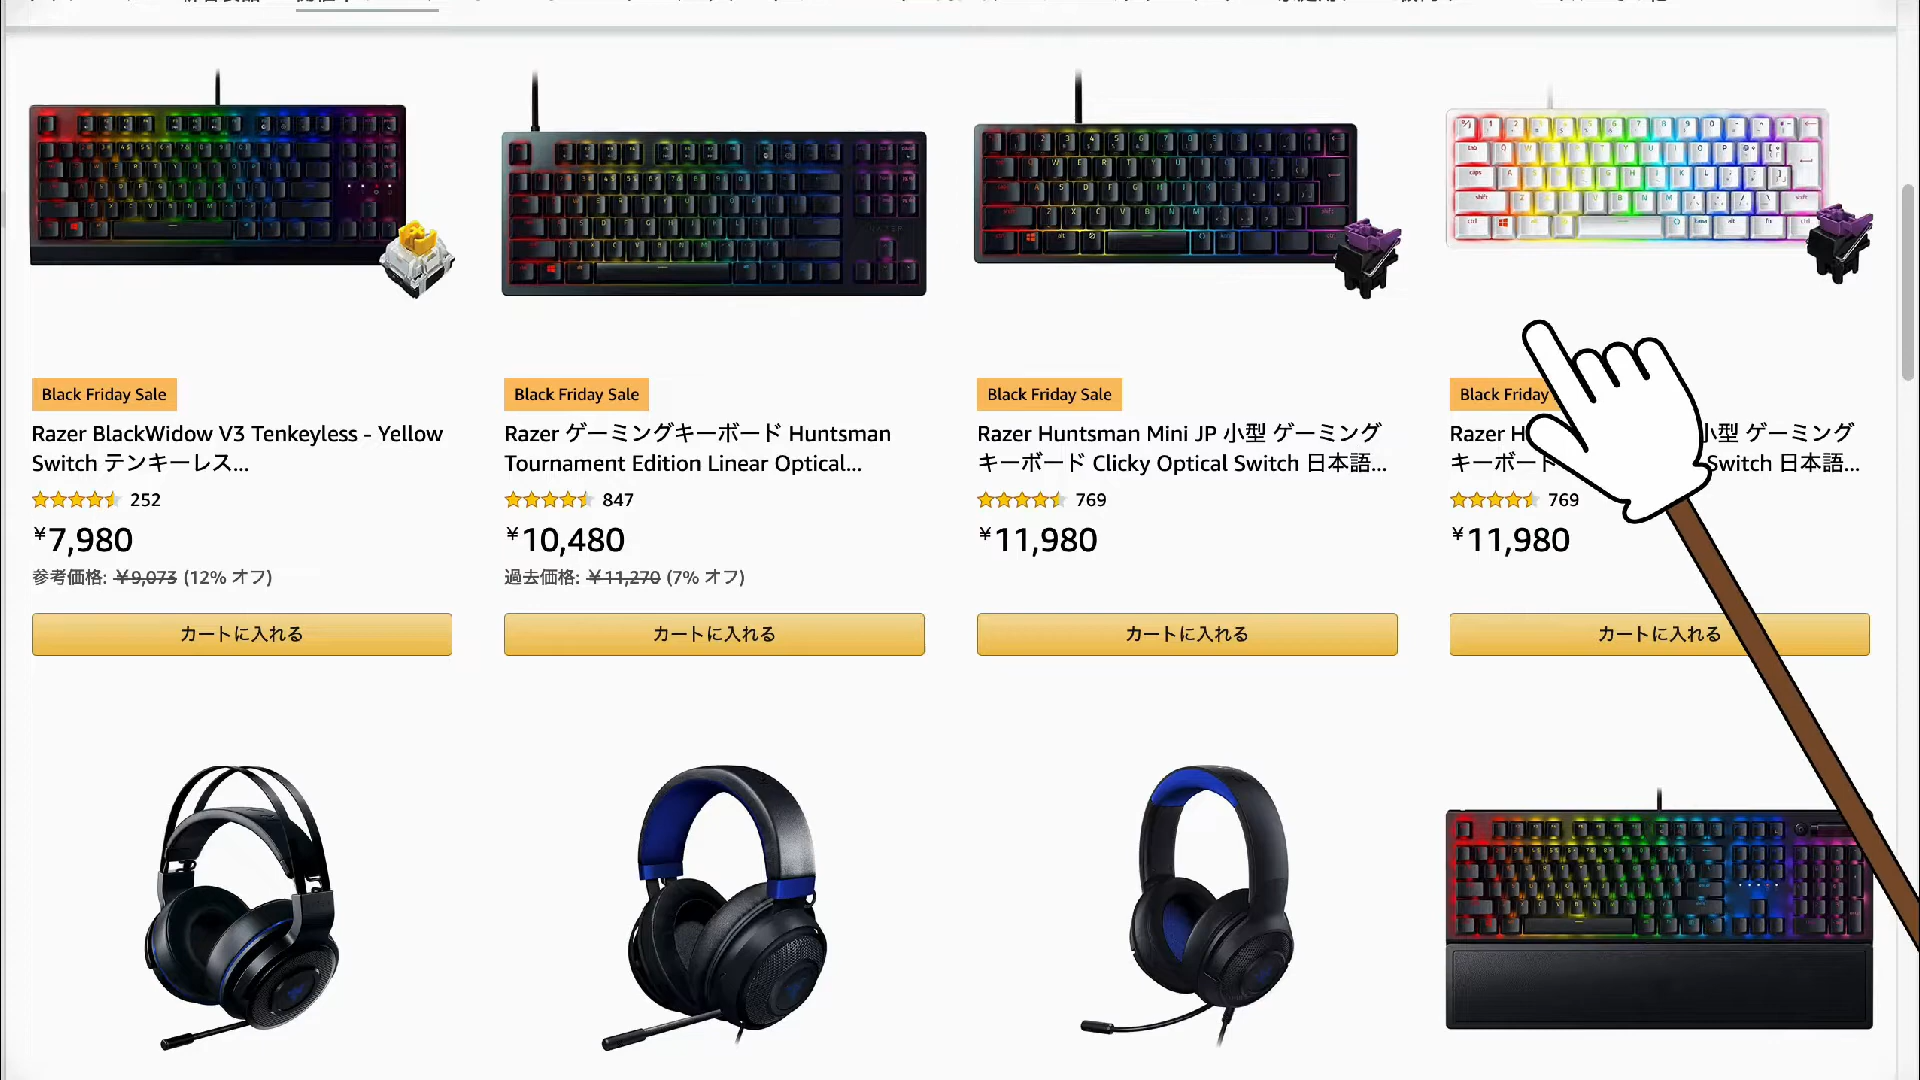 Black Friday Sale
Razer BlackWidow V3 Tenkeyless - Yellow
Switch テンキーレス...
252
¥7,980
参考価格: ¥9,073 (12% オフ)
カートに入れる
Black Friday Sale
Razer ゲーミングキーボード Huntsman
Tournament Edition Linear Optical...
847
¥10,480
過去価格: ¥11,270 (7% オフ)
カートに入れる
Black Friday Sale
Razer Huntsman Mini JP 小型 ゲーミング
キーボード Clicky Optical Switch 日本語...
769
¥11,980
カートに入れる
Black Friday
Razer 小型 ゲーミング
キーボード Switch 日本語...
769
¥11,980
カートに入れる